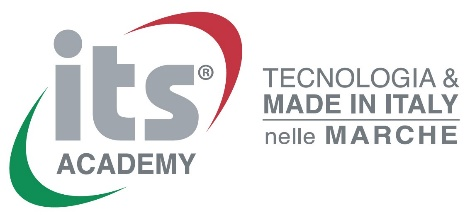 its®
ACADEMY
TECNOLOGIA &
MADE IN ITALY
nelle MARCHE